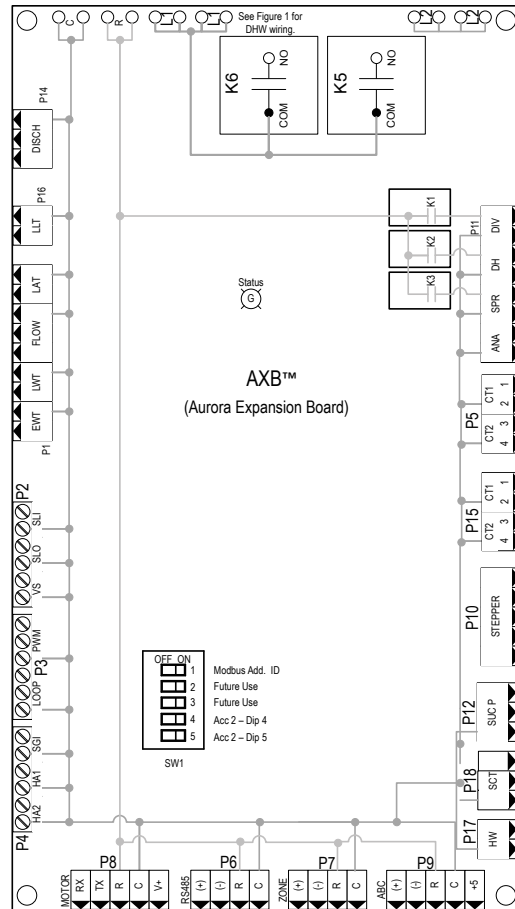 C
R
L1
L1
See Figure 1 for
DHW wiring.
L2
L2
K6
NO
COM
K5
NO
COM
P14
DISCH
P16
LLT
LAT
FLOW
LWT
EWT
P1
K1
K2
K3
P11
DIV
DH
SPR
ANA
Status
G
AXB™
(Aurora Expansion Board)
P5
CT1 1
2
CT2 3
4
P15
CT1 1
2
CT2 3
4
P2
SLI
SLO
VS
P3
PWM
LOOP
P4
SGI
HA1
HA2
P10
STEPPER
P12
SUC P
P18
SCT
P17
HW
OFF ON
1 Modbus Add. ID
2 Future Use
3 Future Use
4 Acc 2 – Dip 4
5 Acc 2 – Dip 5
SW1
P8
MOTOR
RX
TX
R
C
V+
P6
RS485
(+)
(-)
R
C
P7
ZONE
(+)
(-)
R
C
P9
ABC
(+)
(-)
R
C
+5